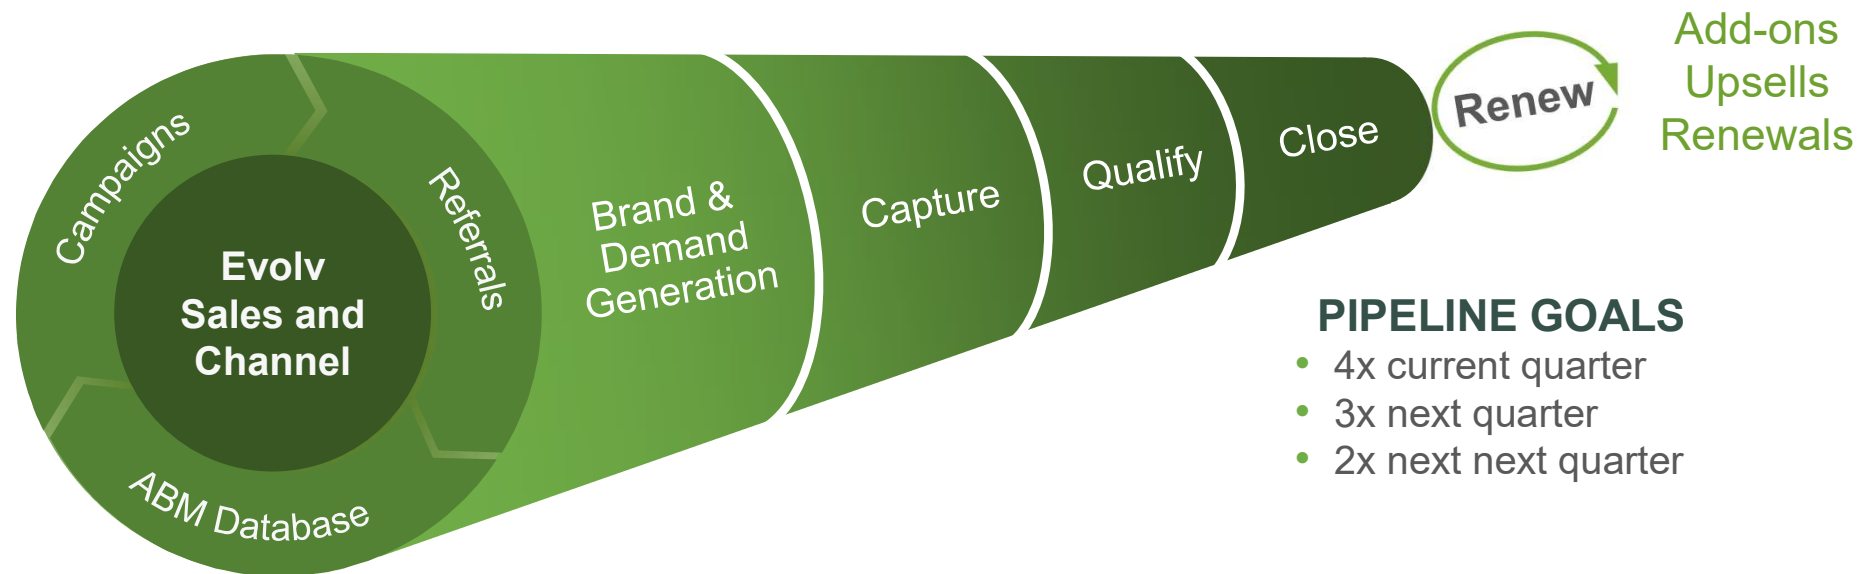 Campaigns
Referrals
ABM Database
Evolv
Sales and
Channel
Brand &
Demand
Generation
Capture
Qualify
Close
Renew
Add-ons
Upsells
Renewals
PIPELINE GOALS
• 4x current quarter
• 3x next quarter
• 2x next next quarter